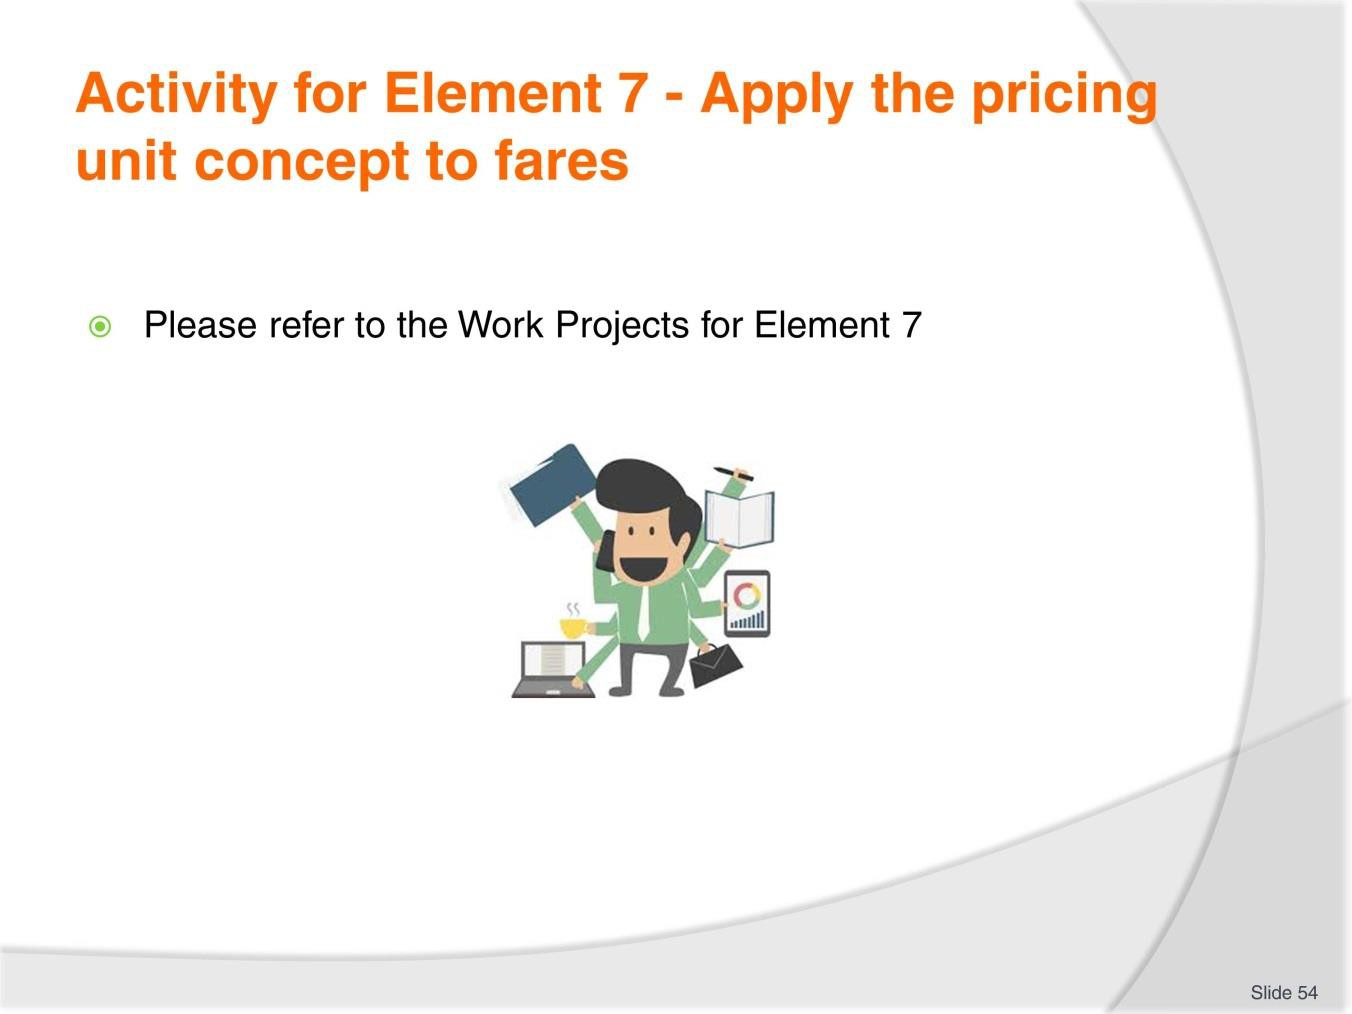 Activity for Element 7 - Apply the pricing
unit concept to fares
Please refer to the Work Projects for Element 7
Slide 54